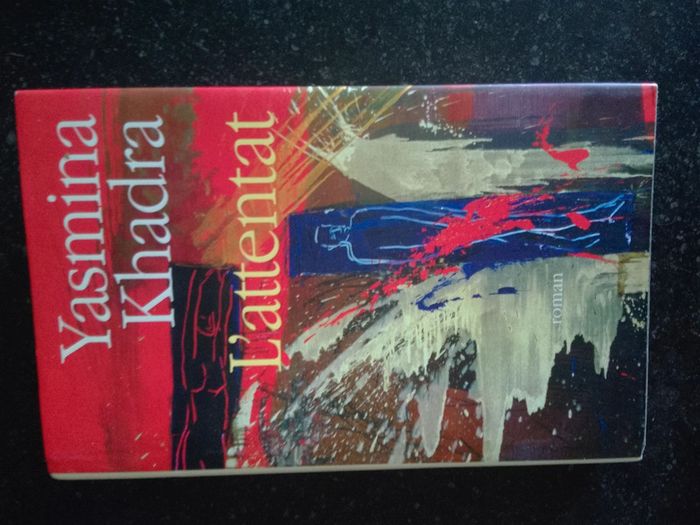 Yasmina
Khadra
L'attentat
roman